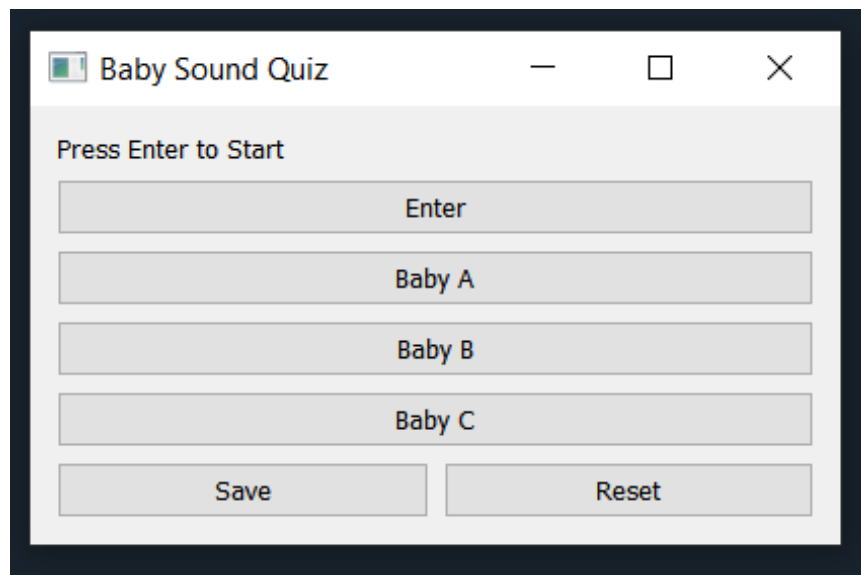 Baby Sound Quiz
Press Enter to Start
Enter
Baby A
Baby B
Baby C
Save Reset